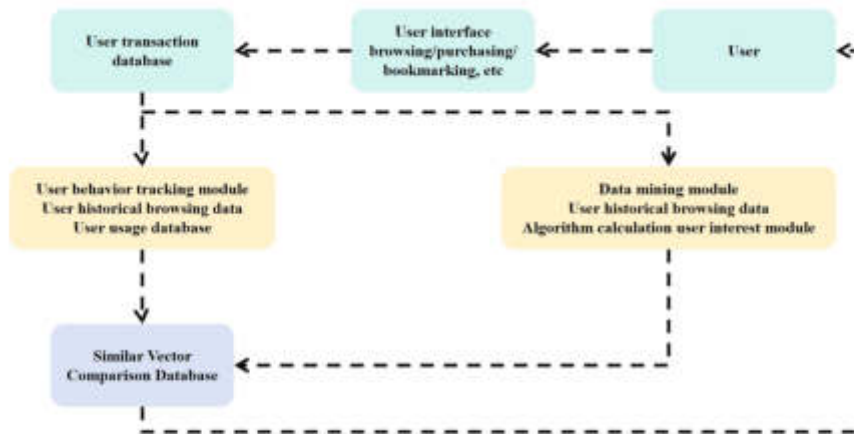 User transaction
database
User interface
browsing/purchasing/
bookmarking, etc
User
User behavior tracking module
User historical browsing data
User usage database
Data mining module
User historical browsing data
Algorithm calculation user interest module
Similar Vector
Comparison Database